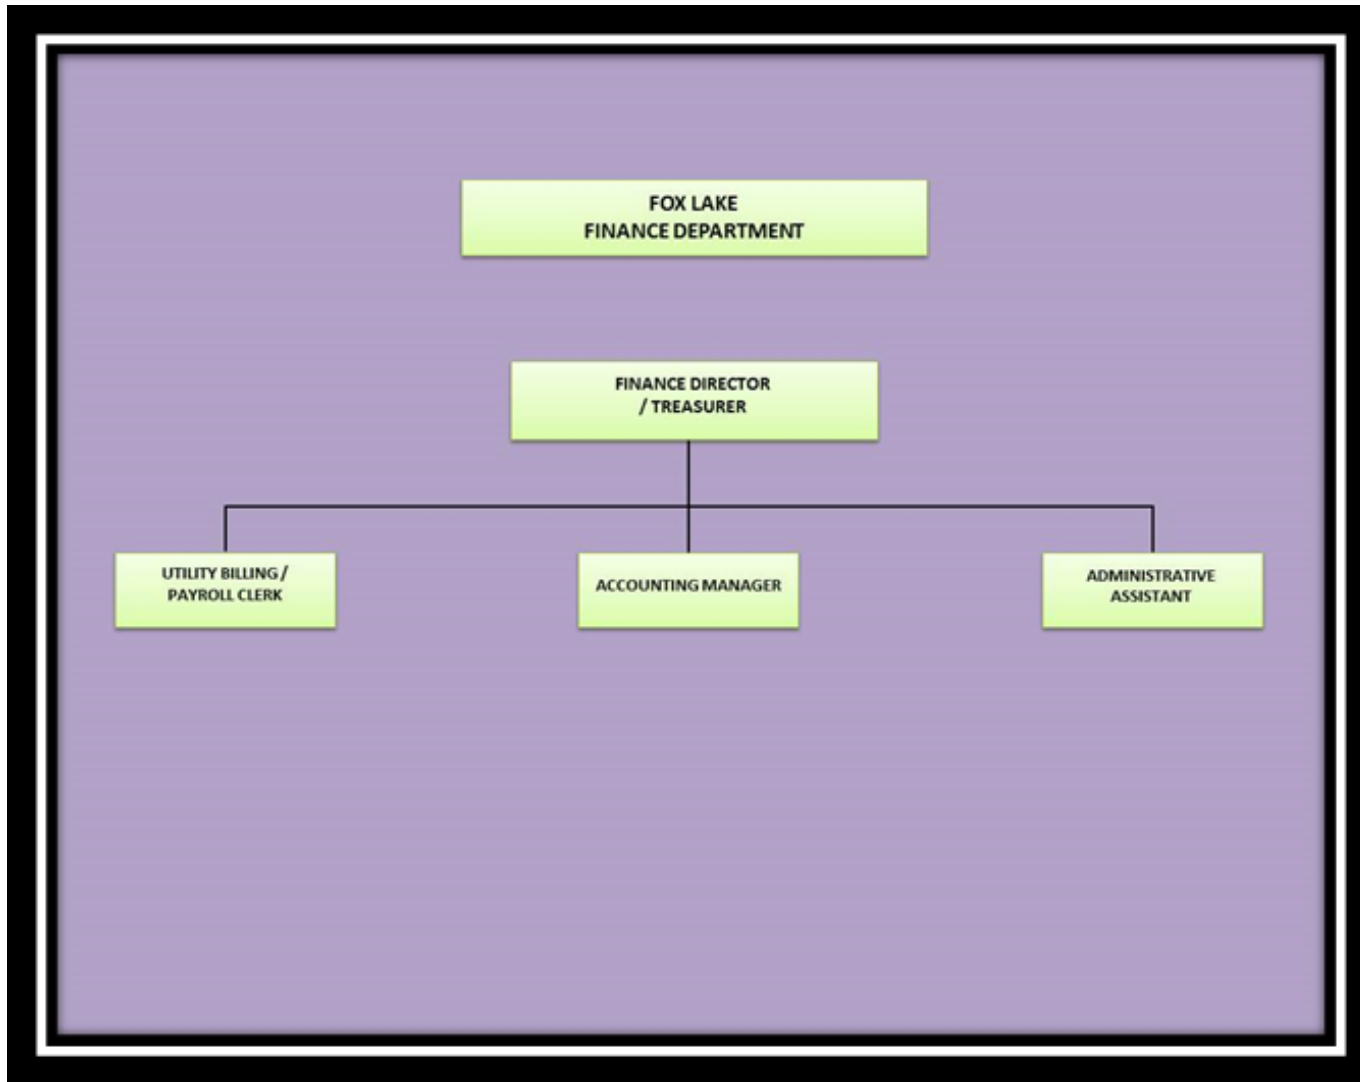 FOX LAKE
FINANCE DEPARTMENT
FINANCE DIRECTOR
/ TREASURER
UTILITY BILLING /
PAYROLL CLERK
ACCOUNTING MANAGER
ADMINISTRATIVE
ASSISTANT